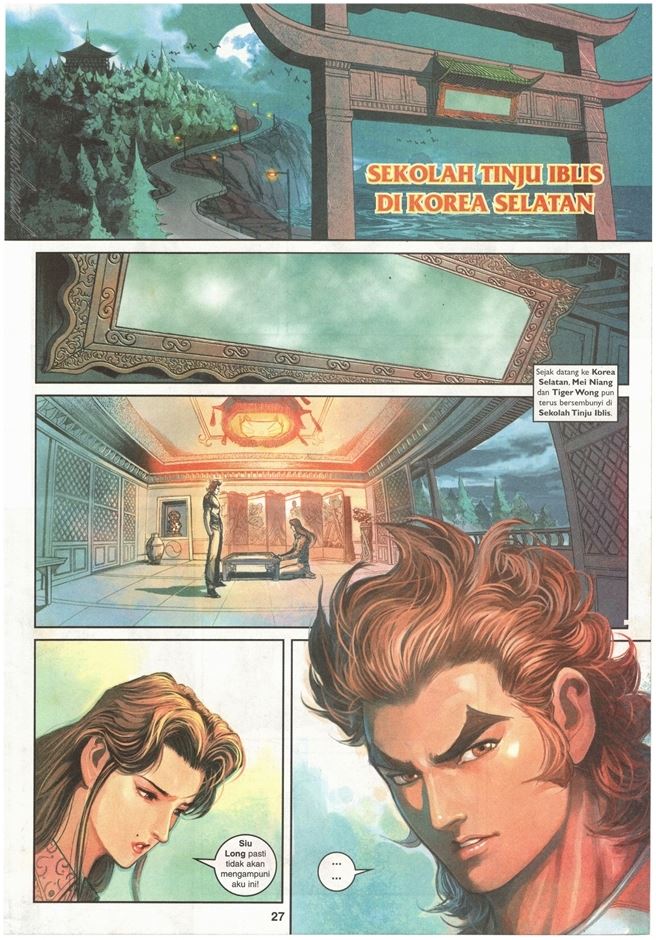 SEKOLAH TINJU IBLIS
DI KOREA SELATAN
Sejak datang ke Korea
Selatan, Mei Niang
dan Tiger Wong pun
terus bersembunyi di
Sekolah Tinju Iblis.
Siu
Long pasti
tidak akan
mengampuni
aku ini!
...
...
27